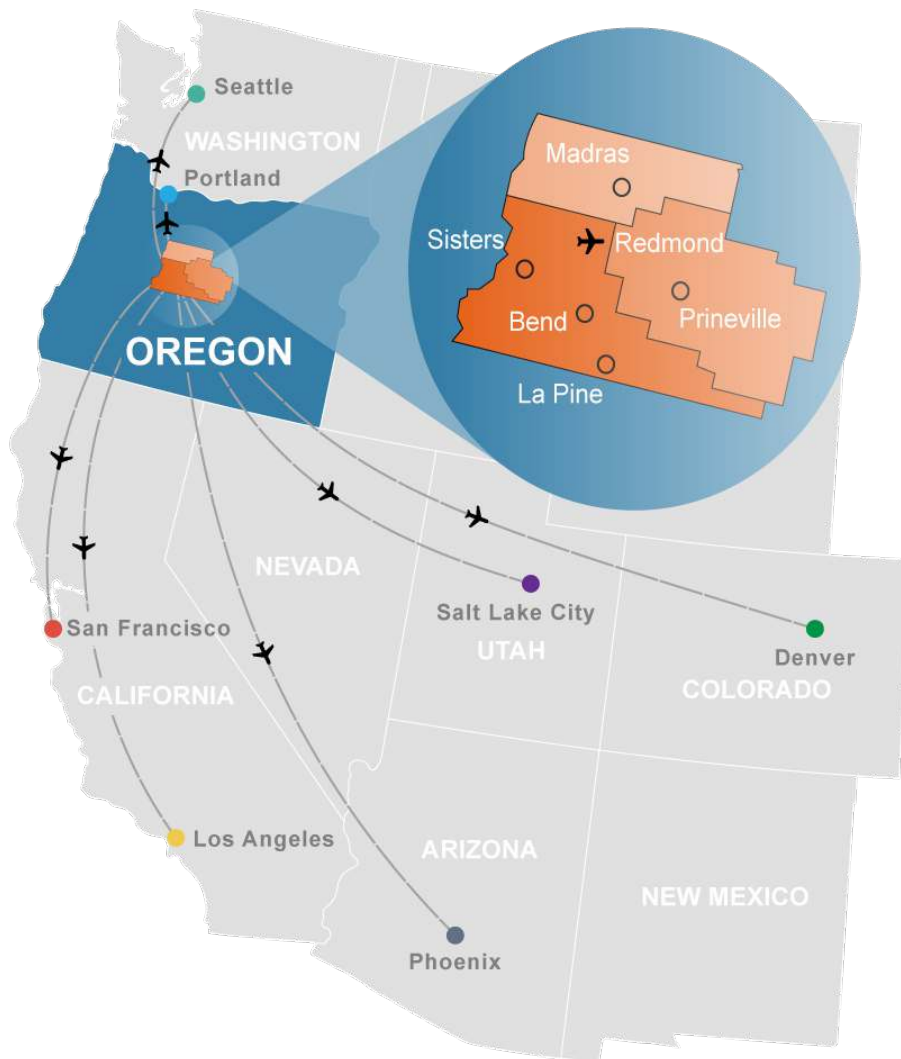 Seattle
WASHINGTON
Portland
Madras
Sisters
Redmond
Bend
Prineville
La Pine
OREGON
NEVADA
Salt Lake City
UTAH
San Francisco
Denver
CALIFORNIA
COLORADO
Los Angeles
ARIZONA
NEW MEXICO
Phoenix